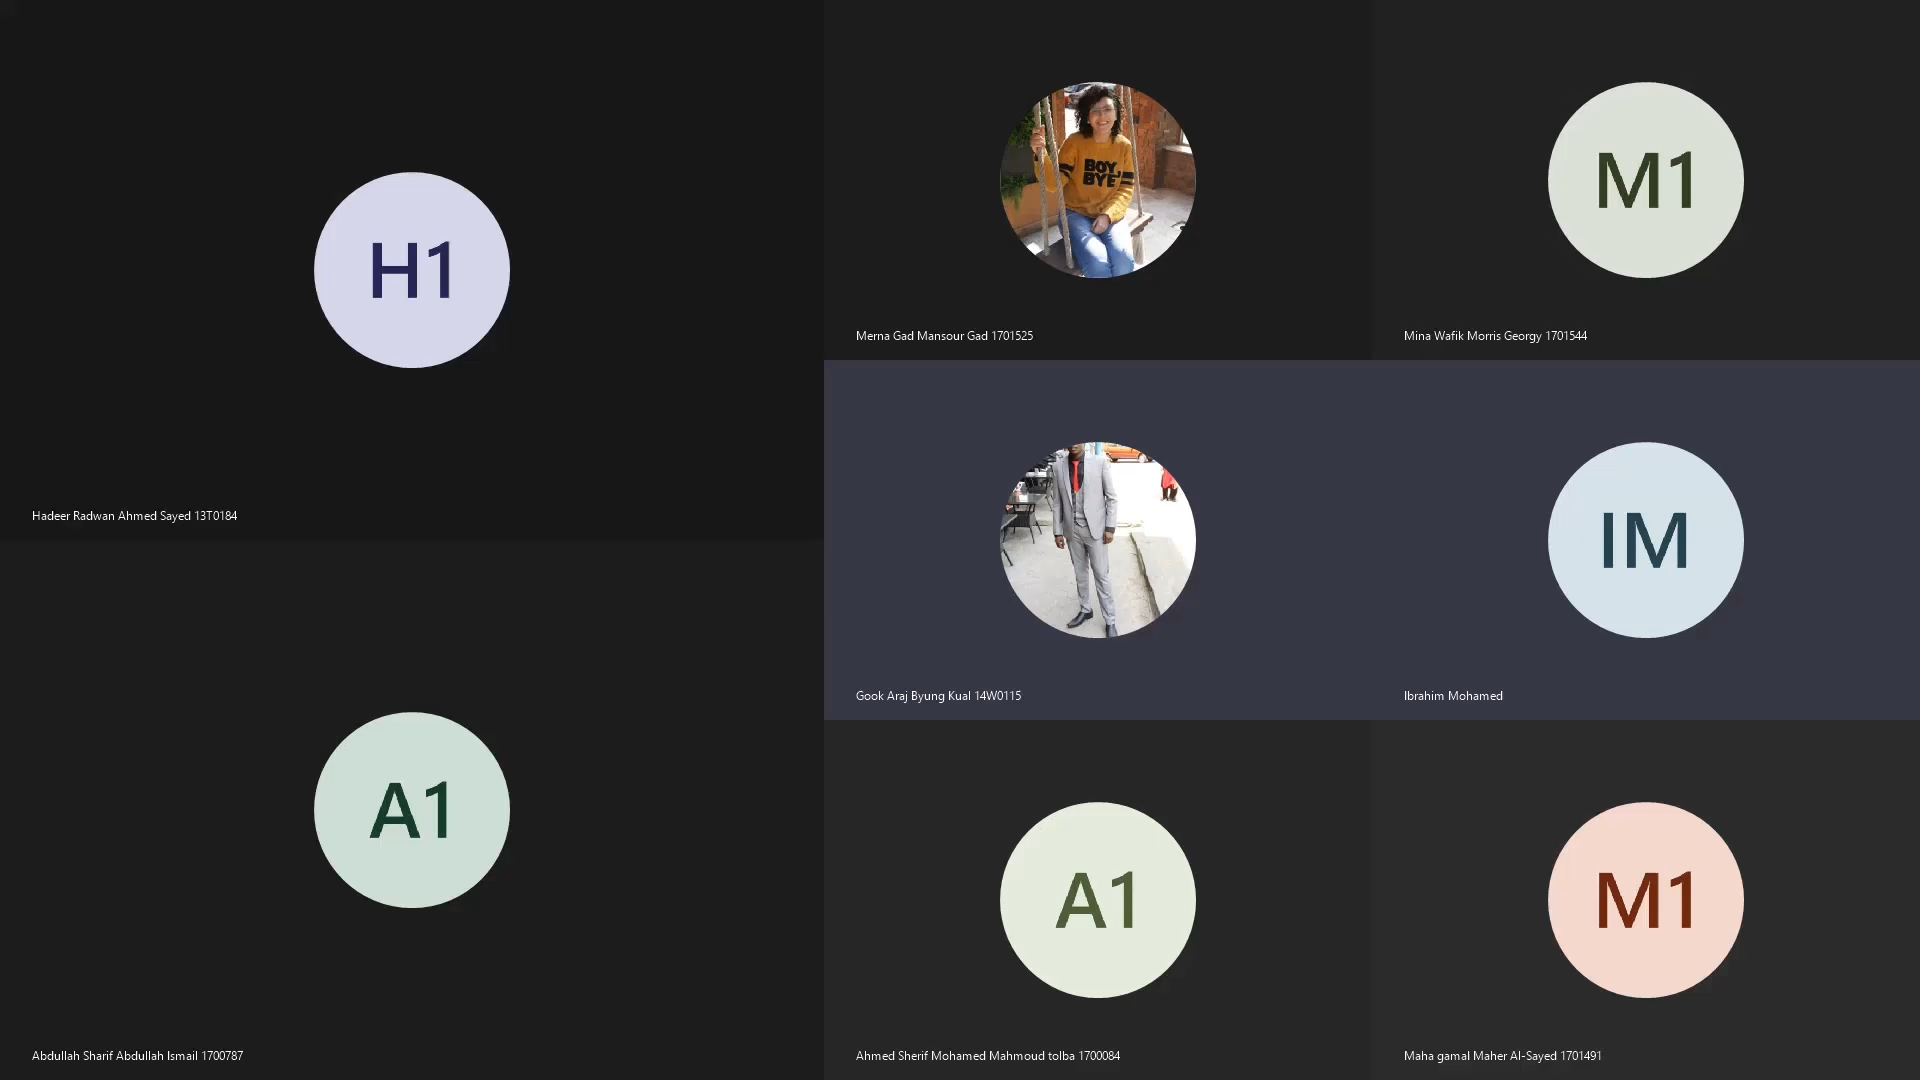 H1
Hadeer Radwan Ahmed Sayed 13T0184
BOY,
BYE
Merna Gad Mansour Gad 1701525
M1
Mina Wafik Morris Georgy 1701544
Gook Araj Byung Kual 14W0115
IM
Ibrahim Mohamed
A1
Abdullah Sharif Abdullah Ismail 1700787
A1
Ahmed Sherif Mohamed Mahmoud tolba 1700084
M1
Maha gamal Maher Al-Sayed 1701491